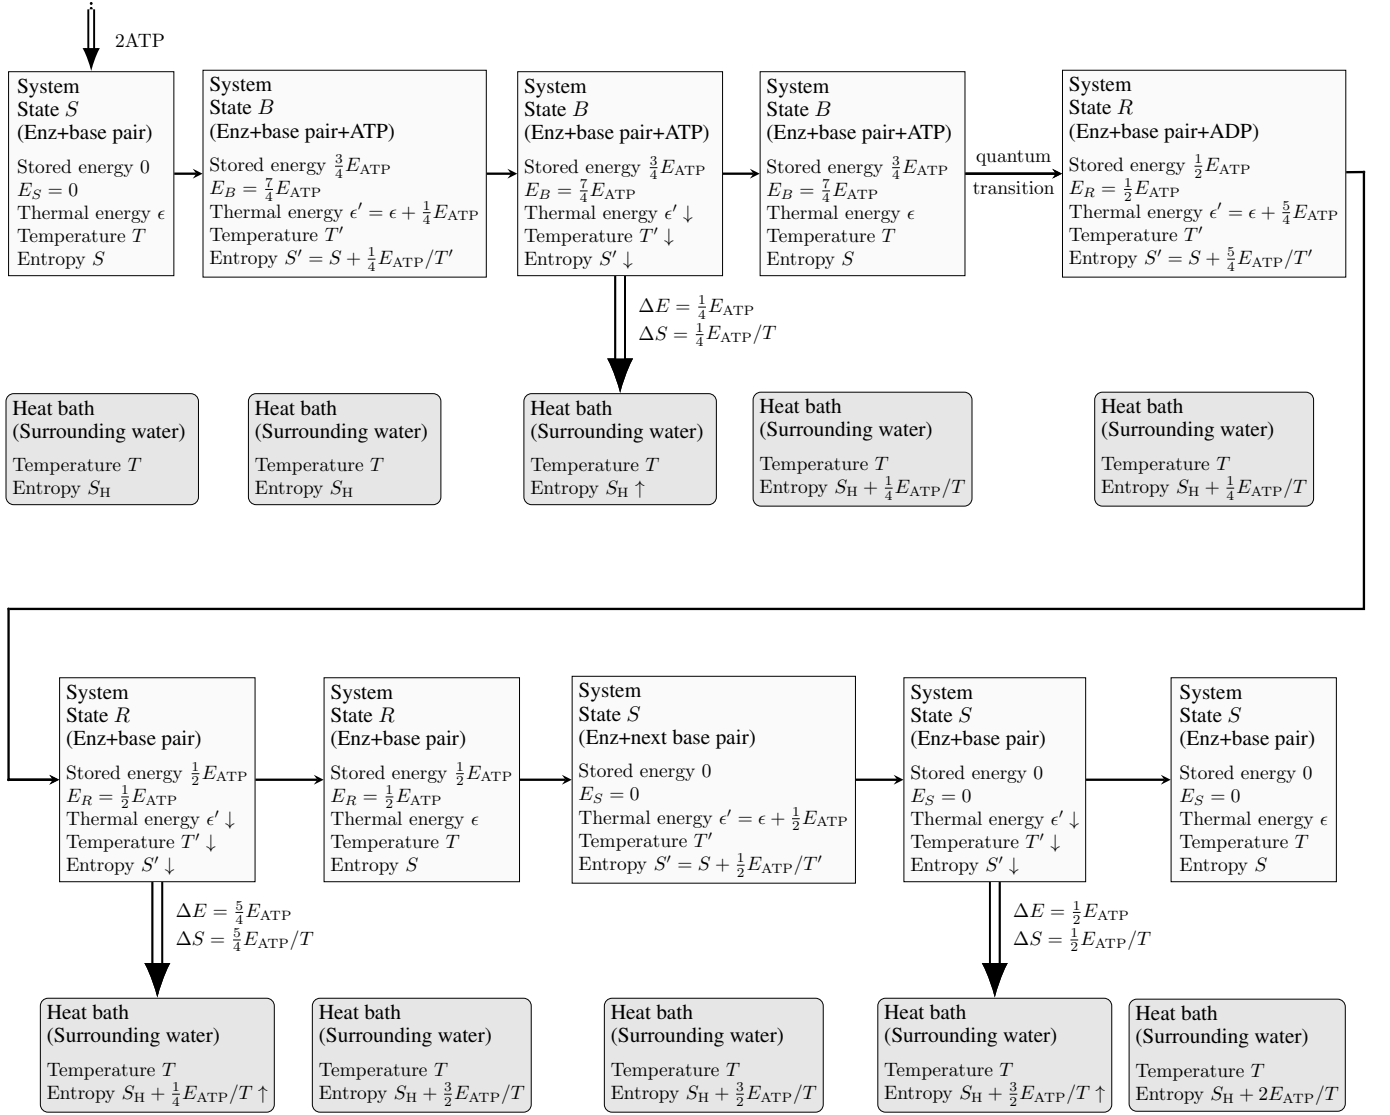 2ATP
System
State S
(Enz+base pair)
Stored energy 0
E_S = 0
Thermal energy ϵ
Temperature T
Entropy S
System
State B
(Enz+base pair+ATP)
Stored energy 3/4 E_ATP
E_B = 7/4 E_ATP
Thermal energy ϵ′ = ϵ + 1/4 E_ATP
Temperature T′
Entropy S′ = S + 1/4 E_ATP/T′
System
State B
(Enz+base pair+ATP)
Stored energy 3/4 E_ATP
E_B = 7/4 E_ATP
Thermal energy ϵ′ ↓
Temperature T′ ↓
Entropy S′ ↓
System
State B
(Enz+base pair+ATP)
Stored energy 3/4 E_ATP
E_B = 7/4 E_ATP
Thermal energy ϵ
Temperature T
Entropy S
quantum
transition
System
State R
(Enz+base pair+ADP)
Stored energy 1/2 E_ATP
E_R = 1/2 E_ATP
Thermal energy ϵ′ = ϵ + 5/4 E_ATP
Temperature T′
Entropy S′ = S + 5/4 E_ATP/T′
ΔE = 1/4 E_ATP
ΔS = 1/4 E_ATP/T
Heat bath
(Surrounding water)
Temperature T
Entropy S_H
Heat bath
(Surrounding water)
Temperature T
Entropy S_H
Heat bath
(Surrounding water)
Temperature T
Entropy S_H ↑
Heat bath
(Surrounding water)
Temperature T
Entropy S_H + 1/4 E_ATP/T
Heat bath
(Surrounding water)
Temperature T
Entropy S_H + 1/4 E_ATP/T
System
State R
(Enz+base pair)
Stored energy 1/2 E_ATP
E_R = 1/2 E_ATP
Thermal energy ϵ′ ↓
Temperature T′ ↓
Entropy S′ ↓
System
State R
(Enz+base pair)
Stored energy 1/2 E_ATP
E_R = 1/2 E_ATP
Thermal energy ϵ
Temperature T
Entropy S
System
State S
(Enz+next base pair)
Stored energy 0
E_S = 0
Thermal energy ϵ′ = ϵ + 1/2 E_ATP
Temperature T′
Entropy S′ = S + 1/2 E_ATP/T′
System
State S
(Enz+base pair)
Stored energy 0
E_S = 0
Thermal energy ϵ′ ↓
Temperature T′ ↓
Entropy S′ ↓
System
State S
(Enz+base pair)
Stored energy 0
E_S = 0
Thermal energy ϵ
Temperature T
Entropy S
ΔE = 5/4 E_ATP
ΔS = 5/4 E_ATP/T
ΔE = 1/2 E_ATP
ΔS = 1/2 E_ATP/T
Heat bath
(Surrounding water)
Temperature T
Entropy S_H + 1/4 E_ATP/T ↑
Heat bath
(Surrounding water)
Temperature T
Entropy S_H + 3/2 E_ATP/T
Heat bath
(Surrounding water)
Temperature T
Entropy S_H + 3/2 E_ATP/T
Heat bath
(Surrounding water)
Temperature T
Entropy S_H + 3/2 E_ATP/T ↑
Heat bath
(Surrounding water)
Temperature T
Entropy S_H + 2E_ATP/T